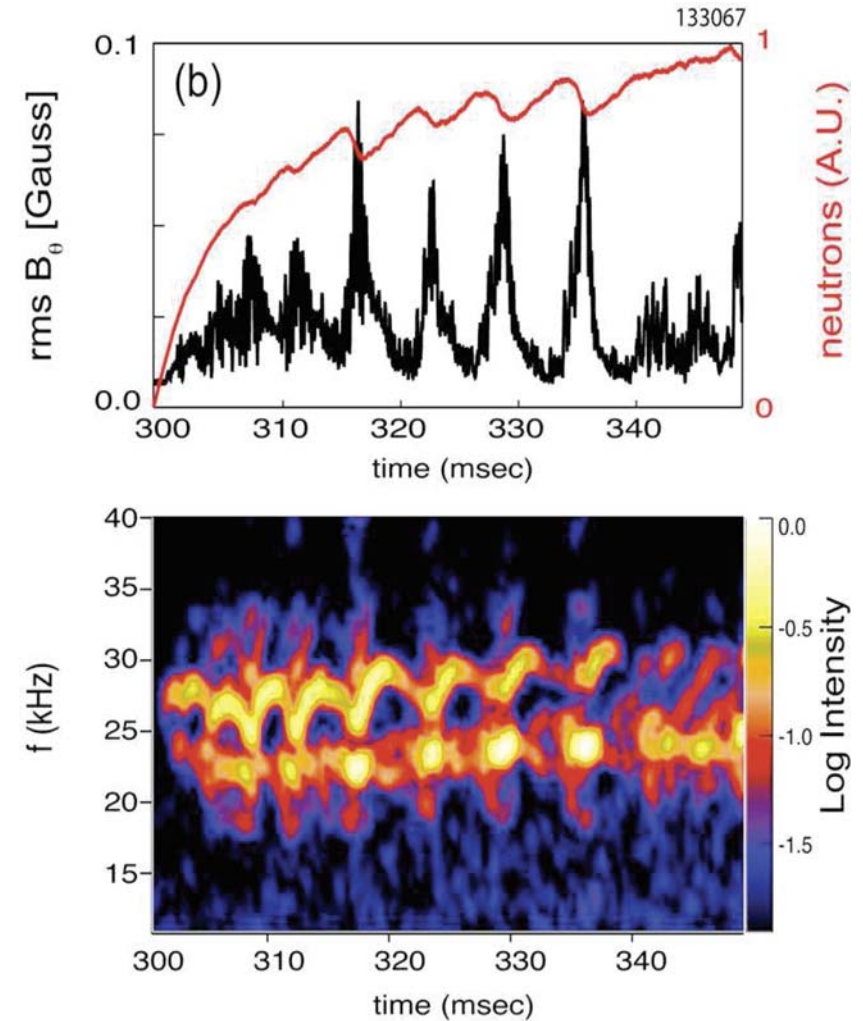 133067
0.1
1
(b)
rms B_θ [Gauss]
neutrons (A.U.)
0.0
0
300 310 320 330 340
time (msec)
40
35
30
25
20
15
f (kHz)
0.0
-0.5
-1.0
-1.5
Log Intensity
300 310 320 330 340
time (msec)